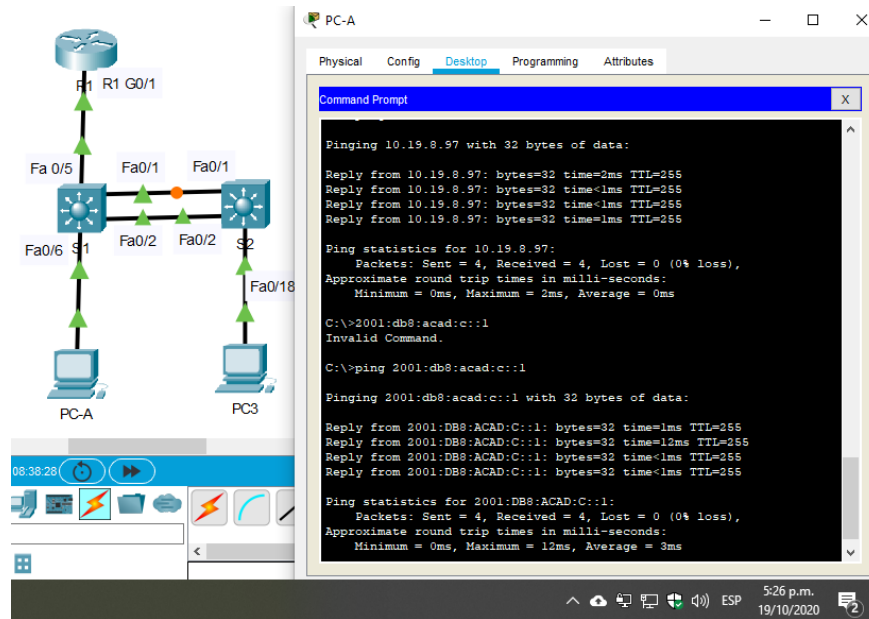 PC-A
Physical Config Desktop Programming Attributes
Command Prompt X
Pinging 10.19.8.97 with 32 bytes of data:
Reply from 10.19.8.97: bytes=32 time=2ms TTL=255
Reply from 10.19.8.97: bytes=32 time<1ms TTL=255
Reply from 10.19.8.97: bytes=32 time<1ms TTL=255
Reply from 10.19.8.97: bytes=32 time=1ms TTL=255
Ping statistics for 10.19.8.97:
Packets: Sent = 4, Received = 4, Lost = 0 (0% loss),
Approximate round trip times in milli-seconds:
Minimum = 0ms, Maximum = 2ms, Average = 0ms
C:\>2001:db8:acad:c::1
Invalid Command.
C:\>ping 2001:db8:acad:c::1
Pinging 2001:db8:acad:c::1 with 32 bytes of data:
Reply from 2001:DB8:ACAD:C::1: bytes=32 time=1ms TTL=255
Reply from 2001:DB8:ACAD:C::1: bytes=32 time=12ms TTL=255
Reply from 2001:DB8:ACAD:C::1: bytes=32 time<1ms TTL=255
Reply from 2001:DB8:ACAD:C::1: bytes=32 time<1ms TTL=255
Ping statistics for 2001:DB8:ACAD:C::1:
Packets: Sent = 4, Received = 4, Lost = 0 (0% loss),
Approximate round trip times in milli-seconds:
Minimum = 0ms, Maximum = 12ms, Average = 3ms
R1 R1 G0/1
Fa 0/5 Fa0/1 Fa0/1
Fa0/6 S1 Fa0/2 Fa0/2 S2
Fa0/18
PC-A PC3
08:38:28
ESP
5:26 p.m.
19/10/2020
2